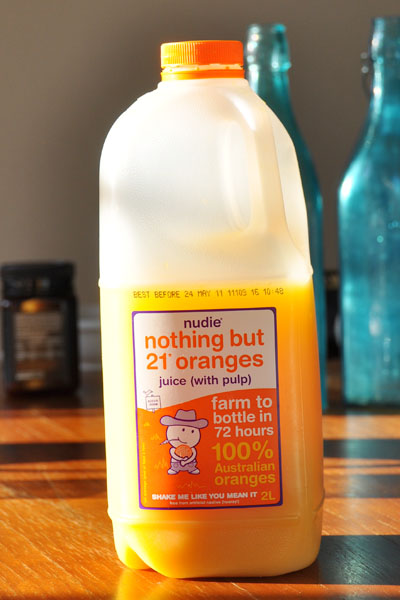 BEST BEFORE 24 MAY 11 11105 16 10:48
nudie®
nothing but
21* oranges
juice (with pulp)
farm to
bottle in
72 hours
100%
Australian
oranges
SHAKE ME LIKE YOU MEAN IT 2L